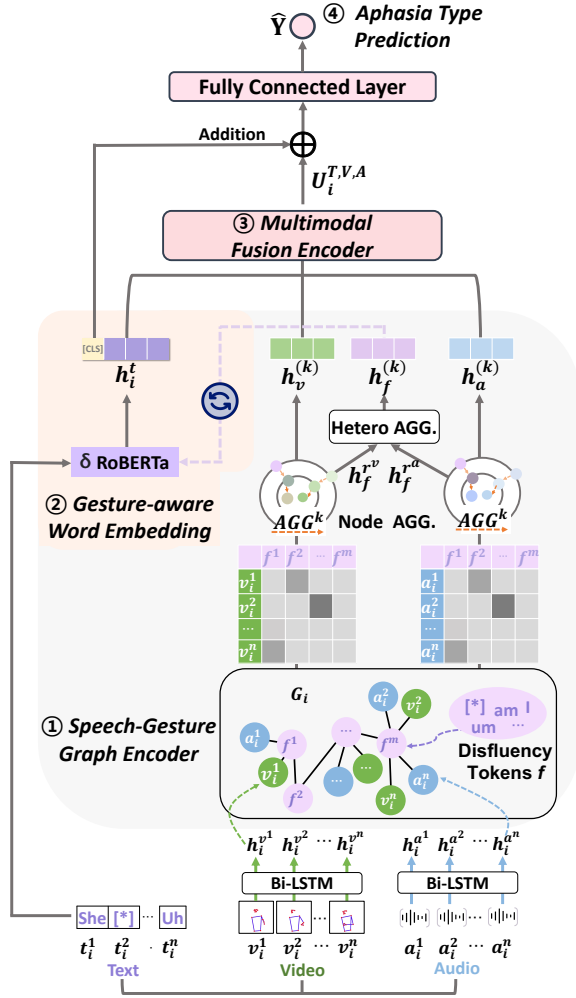 Ŷ ④ Aphasia Type
Prediction
Fully Connected Layer
Addition
U_i^{T,V,A}
③ Multimodal
Fusion Encoder
[CLS]
h_i^t h_v^{(k)} h_f^{(k)} h_a^{(k)}
Hetero AGG.
δ RoBERTa
h_f^{r^v} h_f^{r^a}
② Gesture-aware
Word Embedding
AGG^k Node AGG. AGG^k
f^1 f^2 ... f^m f^1 f^2 ... f^m
v_i^1 a_i^1
v_i^2 a_i^2
... ...
v_i^n a_i^n
G_i
① Speech-Gesture
Graph Encoder
a_i^1 f^1 v_i^1 f^2 ... ... ... f^m a_i^2 v_i^2 v_i^n a_i^n
[*] am I
um ...
Disfluency
Tokens f
h_i^{v^1} h_i^{v^2} ... h_i^{v^n} h_i^{a^1} h_i^{a^2} ... h_i^{a^n}
Bi-LSTM Bi-LSTM
She [*] ... Uh ... ...
t_i^1 t_i^2 . t_i^n v_i^1 v_i^2 ... v_i^n a_i^1 a_i^2 ... a_i^n
Text Video Audio